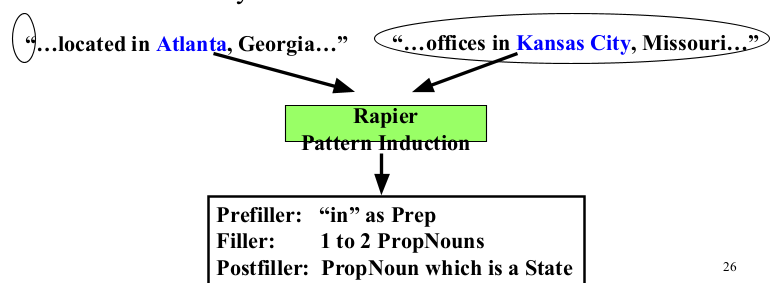 “…located in Atlanta, Georgia…” “…offices in Kansas City, Missouri…”
Rapier
Pattern Induction
Prefiller: “in” as Prep
Filler: 1 to 2 PropNouns
Postfiller: PropNoun which is a State
26